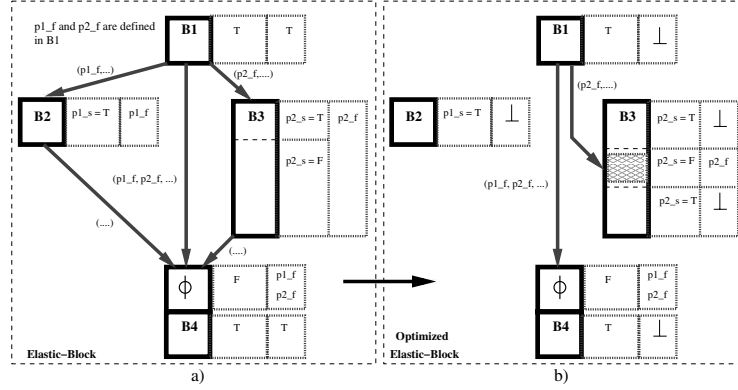 p1_f and p2_f are defined
in B1
B1
T
T
(p1_f,...)
(p2_f,....)
B2
p1_s = T
p1_f
B3
p2_s = T
p2_f
p2_s = F
(p1_f, p2_f, ...)
(....)
(....)
ϕ
F
p1_f
p2_f
B4
T
T
Elastic−Block
a)
B1
T
⊥
(p2_f,....)
B2
p1_s = T
⊥
B3
p2_s = T
⊥
p2_s = F
p2_f
p2_s = T
⊥
(p1_f, p2_f, ...)
ϕ
F
p1_f
p2_f
B4
T
⊥
Optimized
Elastic−Block
b)